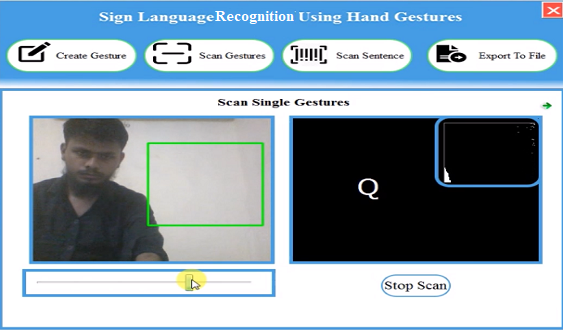 Sign LanguageRecognition Using Hand Gestures
Create Gesture
Scan Gestures
Scan Sentence
Export To File
Scan Single Gestures
Q
Stop Scan